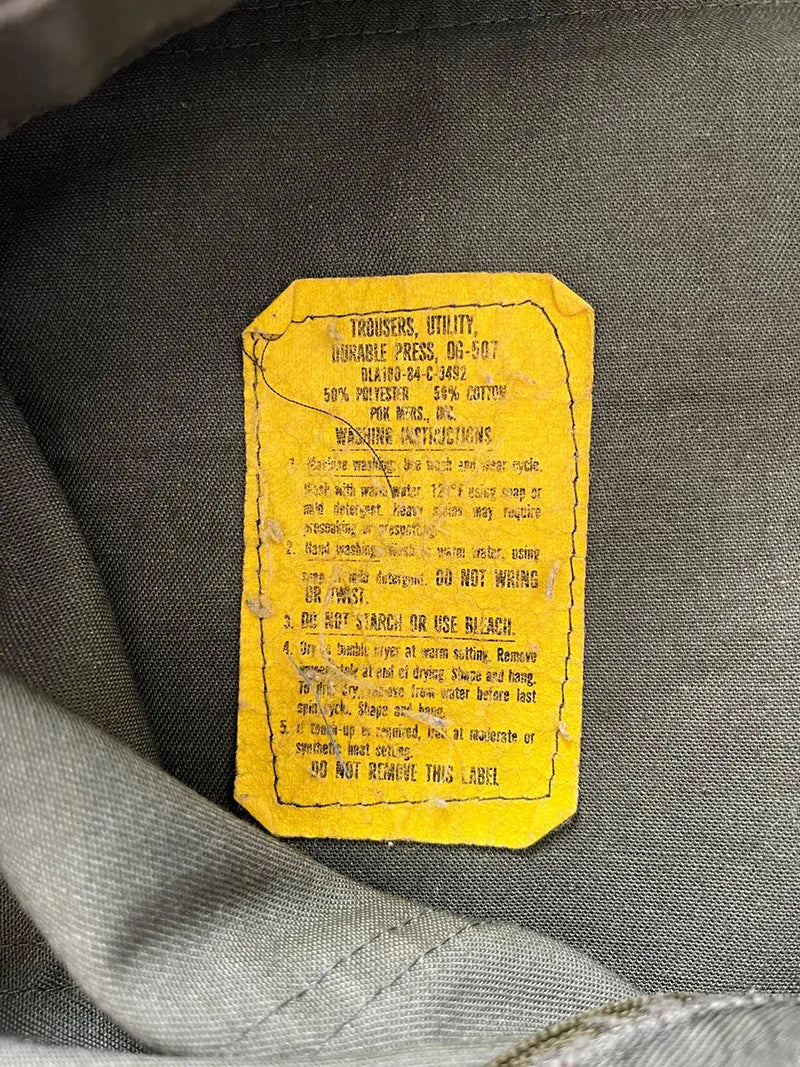 TROUSERS, UTILITY,
DURABLE PRESS, OG-507
DLA100-84-C-3492
50% POLYESTER 50% COTTON
POK MFRS., INC.
WASHING INSTRUCTIONS
1. Machine washing: Use wash and wear cycle.
Wash with warm water, 120°F using soap or
mild detergent. Heavy stains may require
presoaking or prespotting.
2. Hand washing: Wash in warm water, using
soap or mild detergent. DO NOT WRING
OR TWIST.
3. DO NOT STARCH OR USE BLEACH.
4. Dry in tumble dryer at warm setting. Remove
immediately at end of drying. Shape and hang.
To drip dry, remove from water before last
spin cycle. Shape and hang.
5. If touch-up is required, iron at moderate or
synthetic heat setting.
DO NOT REMOVE THIS LABEL